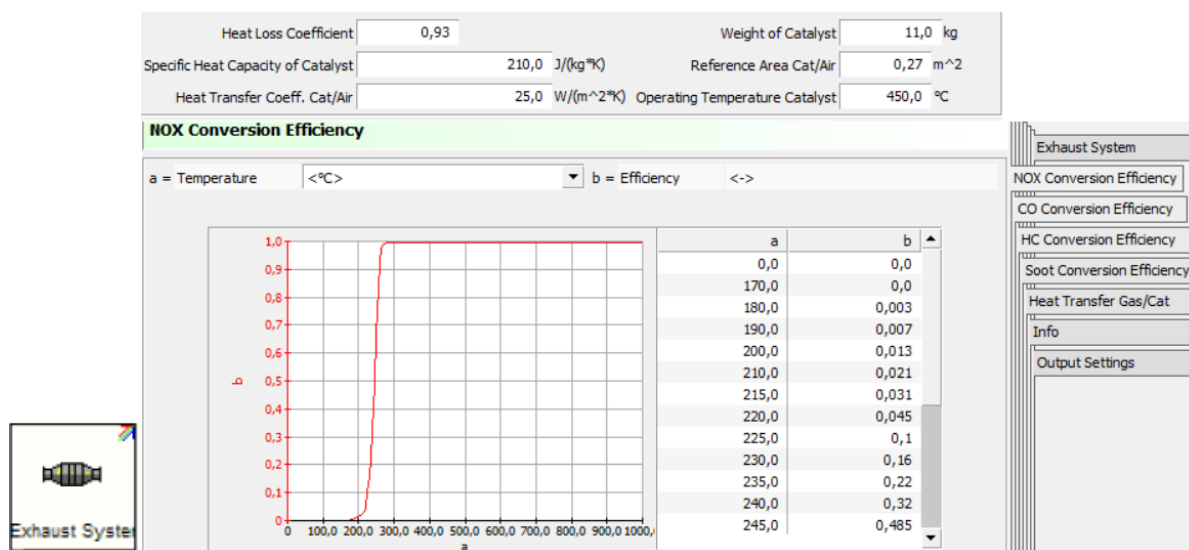 Heat Loss Coefficient 0,93 Weight of Catalyst 11,0 kg
Specific Heat Capacity of Catalyst 210,0 J/(kg*K) Reference Area Cat/Air 0,27 m^2
Heat Transfer Coeff. Cat/Air 25,0 W/(m^2*K) Operating Temperature Catalyst 450,0 ºC
NOX Conversion Efficiency
a = Temperature <ºC> b = Efficiency <->
1,0
0,9
0,8
0,7
0,6
0,5
0,4
0,3
0,2
0,1
0
b
0 100,0 200,0 300,0 400,0 500,0 600,0 700,0 800,0 900,0 1000,
a
a b
0,0 0,0
170,0 0,0
180,0 0,003
190,0 0,007
200,0 0,013
210,0 0,021
215,0 0,031
220,0 0,045
225,0 0,1
230,0 0,16
235,0 0,22
240,0 0,32
245,0 0,485
Exhaust System
NOX Conversion Efficiency
CO Conversion Efficiency
HC Conversion Efficiency
Soot Conversion Efficiency
Heat Transfer Gas/Cat
Info
Output Settings
Exhaust Syster